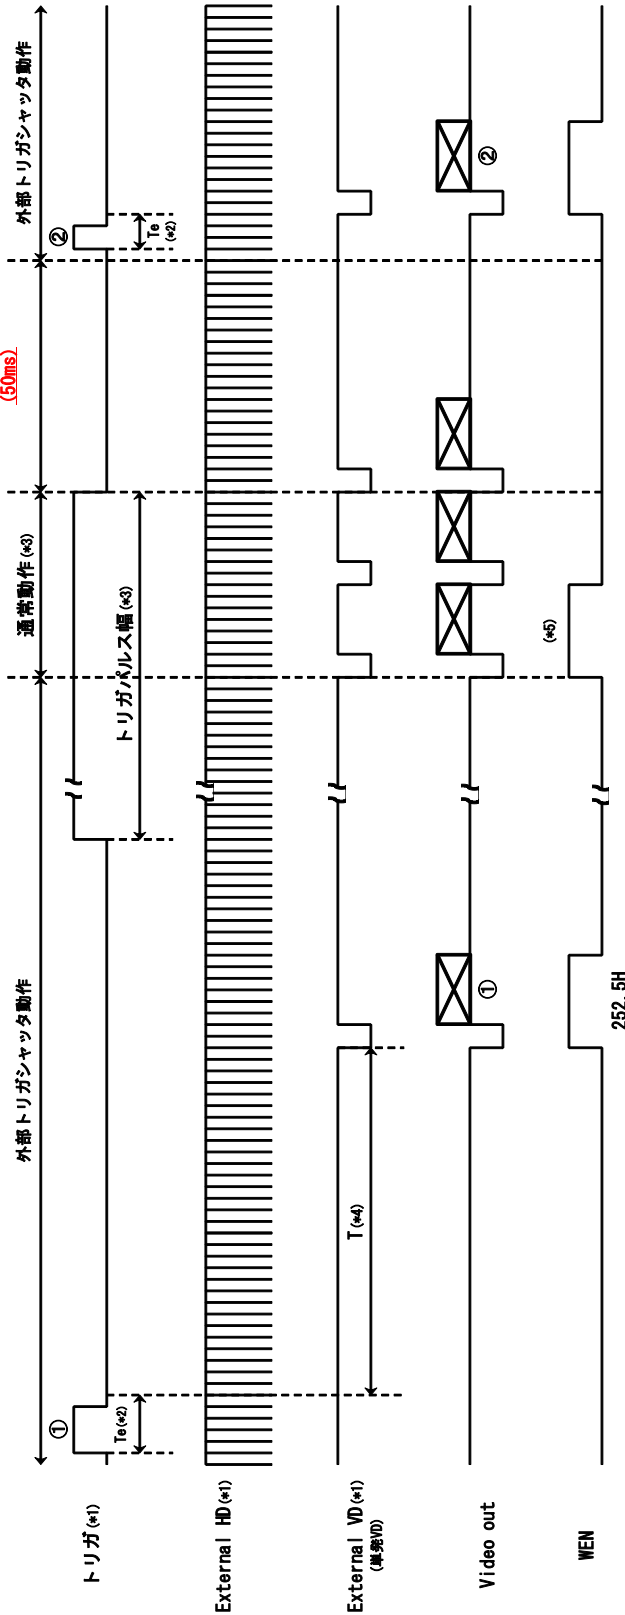 外部トリガシャッタ動作
通常動作(*3)
(50ms)
外部トリガシャッタ動作
トリガ(*1)
①
Te(*2)
トリガパルス幅(*3)
②
Te
(*2)
External HD(*1)
External VD(*1)
(単発VD)
T(*4)
Video out
①
②
WEN
252.5H
(*5)